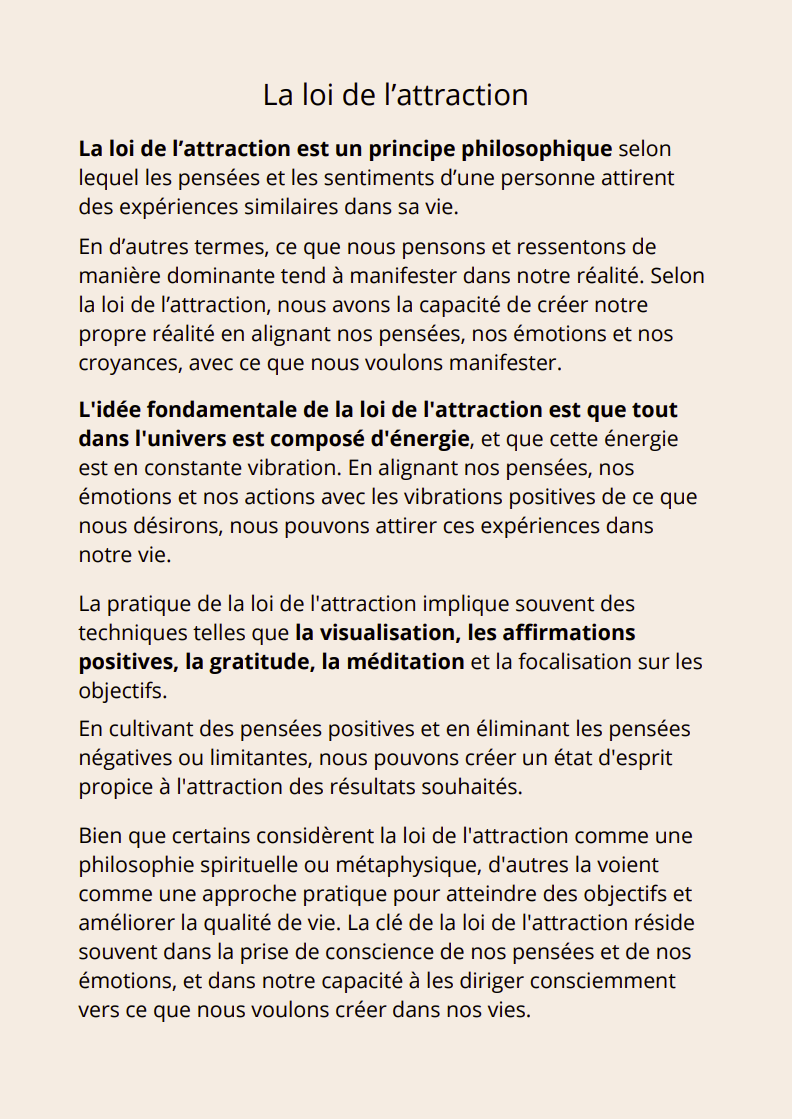 La loi de l’attraction
La loi de l’attraction est un principe philosophique selon
lequel les pensées et les sentiments d’une personne attirent
des expériences similaires dans sa vie.
En d’autres termes, ce que nous pensons et ressentons de
manière dominante tend à manifester dans notre réalité. Selon
la loi de l’attraction, nous avons la capacité de créer notre
propre réalité en alignant nos pensées, nos émotions et nos
croyances, avec ce que nous voulons manifester.
L'idée fondamentale de la loi de l'attraction est que tout
dans l'univers est composé d'énergie, et que cette énergie
est en constante vibration. En alignant nos pensées, nos
émotions et nos actions avec les vibrations positives de ce que
nous désirons, nous pouvons attirer ces expériences dans
notre vie.
La pratique de la loi de l'attraction implique souvent des
techniques telles que la visualisation, les affirmations
positives, la gratitude, la méditation et la focalisation sur les
objectifs.
En cultivant des pensées positives et en éliminant les pensées
négatives ou limitantes, nous pouvons créer un état d'esprit
propice à l'attraction des résultats souhaités.
Bien que certains considèrent la loi de l'attraction comme une
philosophie spirituelle ou métaphysique, d'autres la voient
comme une approche pratique pour atteindre des objectifs et
améliorer la qualité de vie. La clé de la loi de l'attraction réside
souvent dans la prise de conscience de nos pensées et de nos
émotions, et dans notre capacité à les diriger consciemment
vers ce que nous voulons créer dans nos vies.